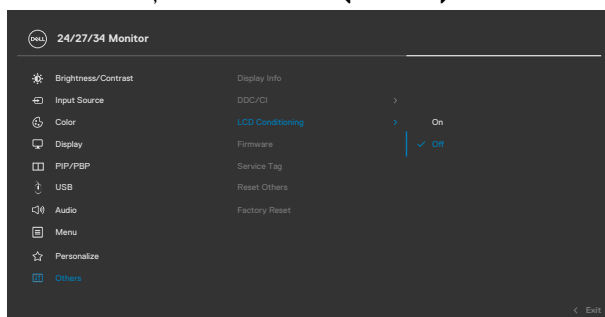 DELL 24/27/34 Monitor
Brightness/Contrast Display Info
Input Source DDC/CI >
Color LCD Conditioning > On
Display Firmware ✓ Off
PIP/PBP Service Tag
USB Reset Others
Audio Factory Reset
Menu
Personalize
Others
< Exit